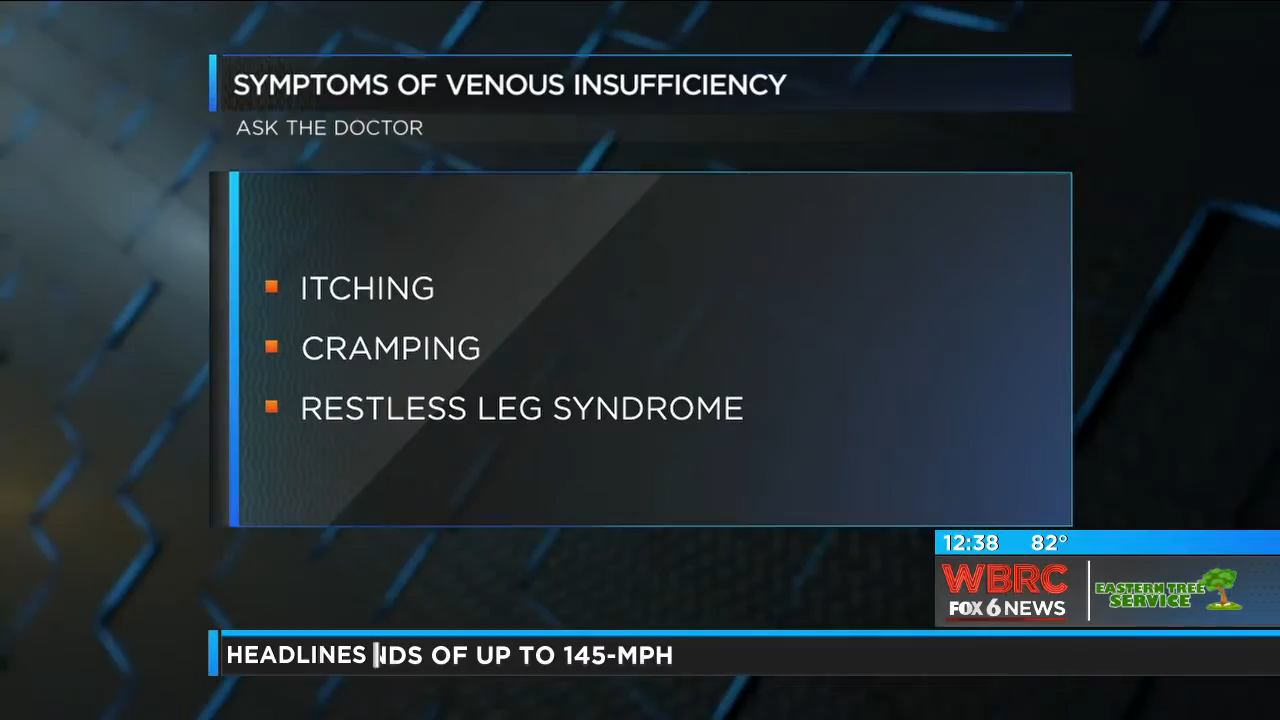 SYMPTOMS OF VENOUS INSUFFICIENCY
ASK THE DOCTOR
ITCHING
CRAMPING
RESTLESS LEG SYNDROME
12:38 82°
WBRC
FOX 6 NEWS
EASTERN TREE
SERVICE
HEADLINES NDS OF UP TO 145-MPH